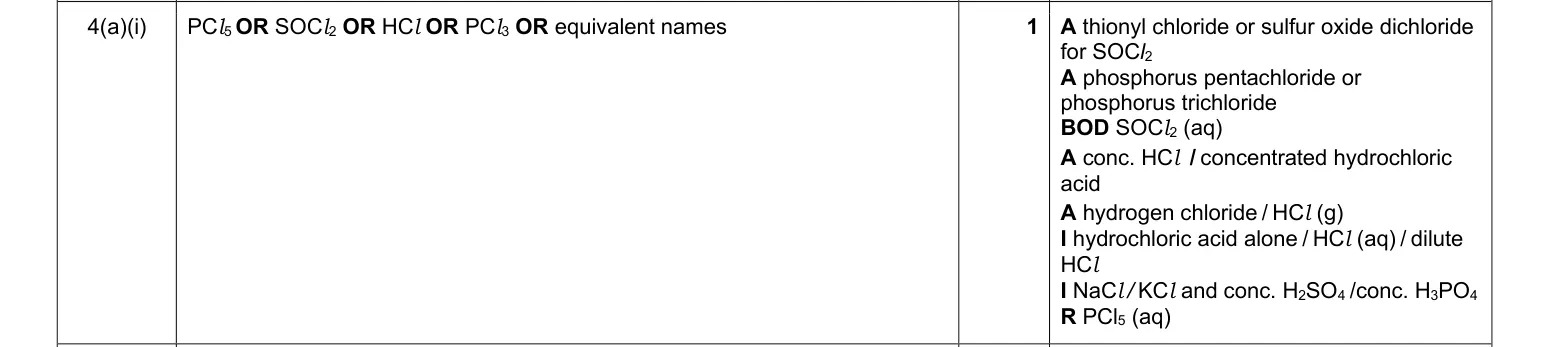 4(a)(i) PCl₅ OR SOCl₂ OR HCl OR PCl₃ OR equivalent names 1 A thionyl chloride or sulfur oxide dichloride
for SOCl₂
A phosphorus pentachloride or
phosphorus trichloride
BOD SOCl₂ (aq)
A conc. HCl / concentrated hydrochloric
acid
A hydrogen chloride / HCl (g)
I hydrochloric acid alone / HCl (aq) / dilute
HCl
I NaCl / KCl and conc. H₂SO₄ /conc. H₃PO₄
R PCl₅ (aq)